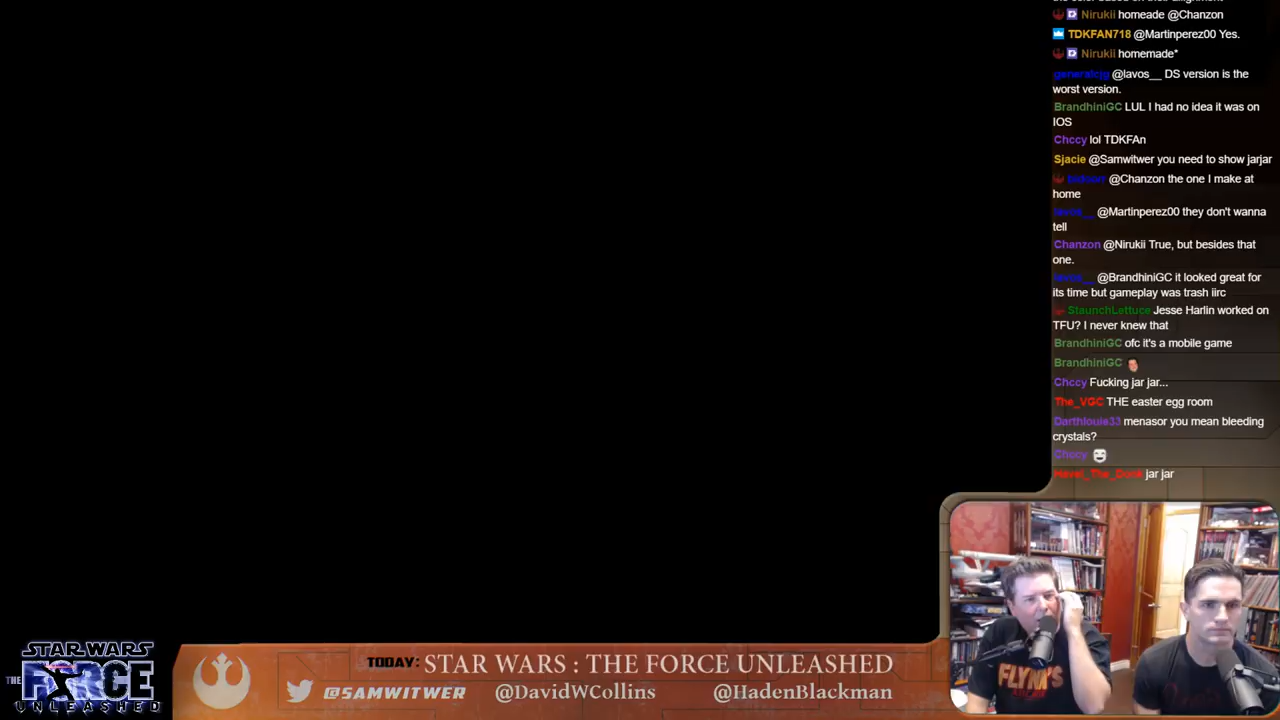 Nirukii homeade @Chanzon
TDKFAN718 @Martinperez00 Yes.
Nirukii homemade*
generalcjg @lavos__ DS version is the
worst version.
BrandhiniGC LUL I had no idea it was on
IOS
Chccy lol TDKFAn
Sjacie @Samwitwer you need to show jarjar
@Chanzon the one I make at
home
lavos__ @Martinperez00 they don't wanna
tell
Chanzon @Nirukii True, but besides that
one.
lavos__ @BrandhiniGC it looked great for
its time but gameplay was trash iirc
StaunchLettuce Jesse Harlin worked on
TFU? I never knew that
BrandhiniGC ofc it's a mobile game
BrandhiniGC
Chccy Fucking jar jar...
The_VGC THE easter egg room
Darthlouie33 menasor you mean bleeding
crystals?
Chccy
jar jar
FLYNN'S
STAR WARS
THE FORCE
UNLEASHED
TODAY: STAR WARS : THE FORCE UNLEASHED
@SAMWITWER @DavidWCollins @HadenBlackman